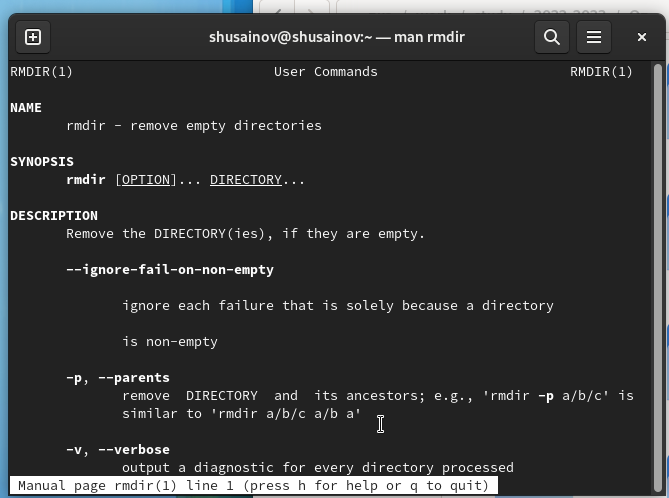 shusainov@shusainov:~ — man rmdir
RMDIR(1) User Commands RMDIR(1)
NAME
rmdir - remove empty directories
SYNOPSIS
rmdir [OPTION]... DIRECTORY...
DESCRIPTION
Remove the DIRECTORY(ies), if they are empty.
--ignore-fail-on-non-empty
ignore each failure that is solely because a directory
is non-empty
-p, --parents
remove DIRECTORY and its ancestors; e.g., 'rmdir -p a/b/c' is
similar to 'rmdir a/b/c a/b a'
-v, --verbose
output a diagnostic for every directory processed
Manual page rmdir(1) line 1 (press h for help or q to quit)